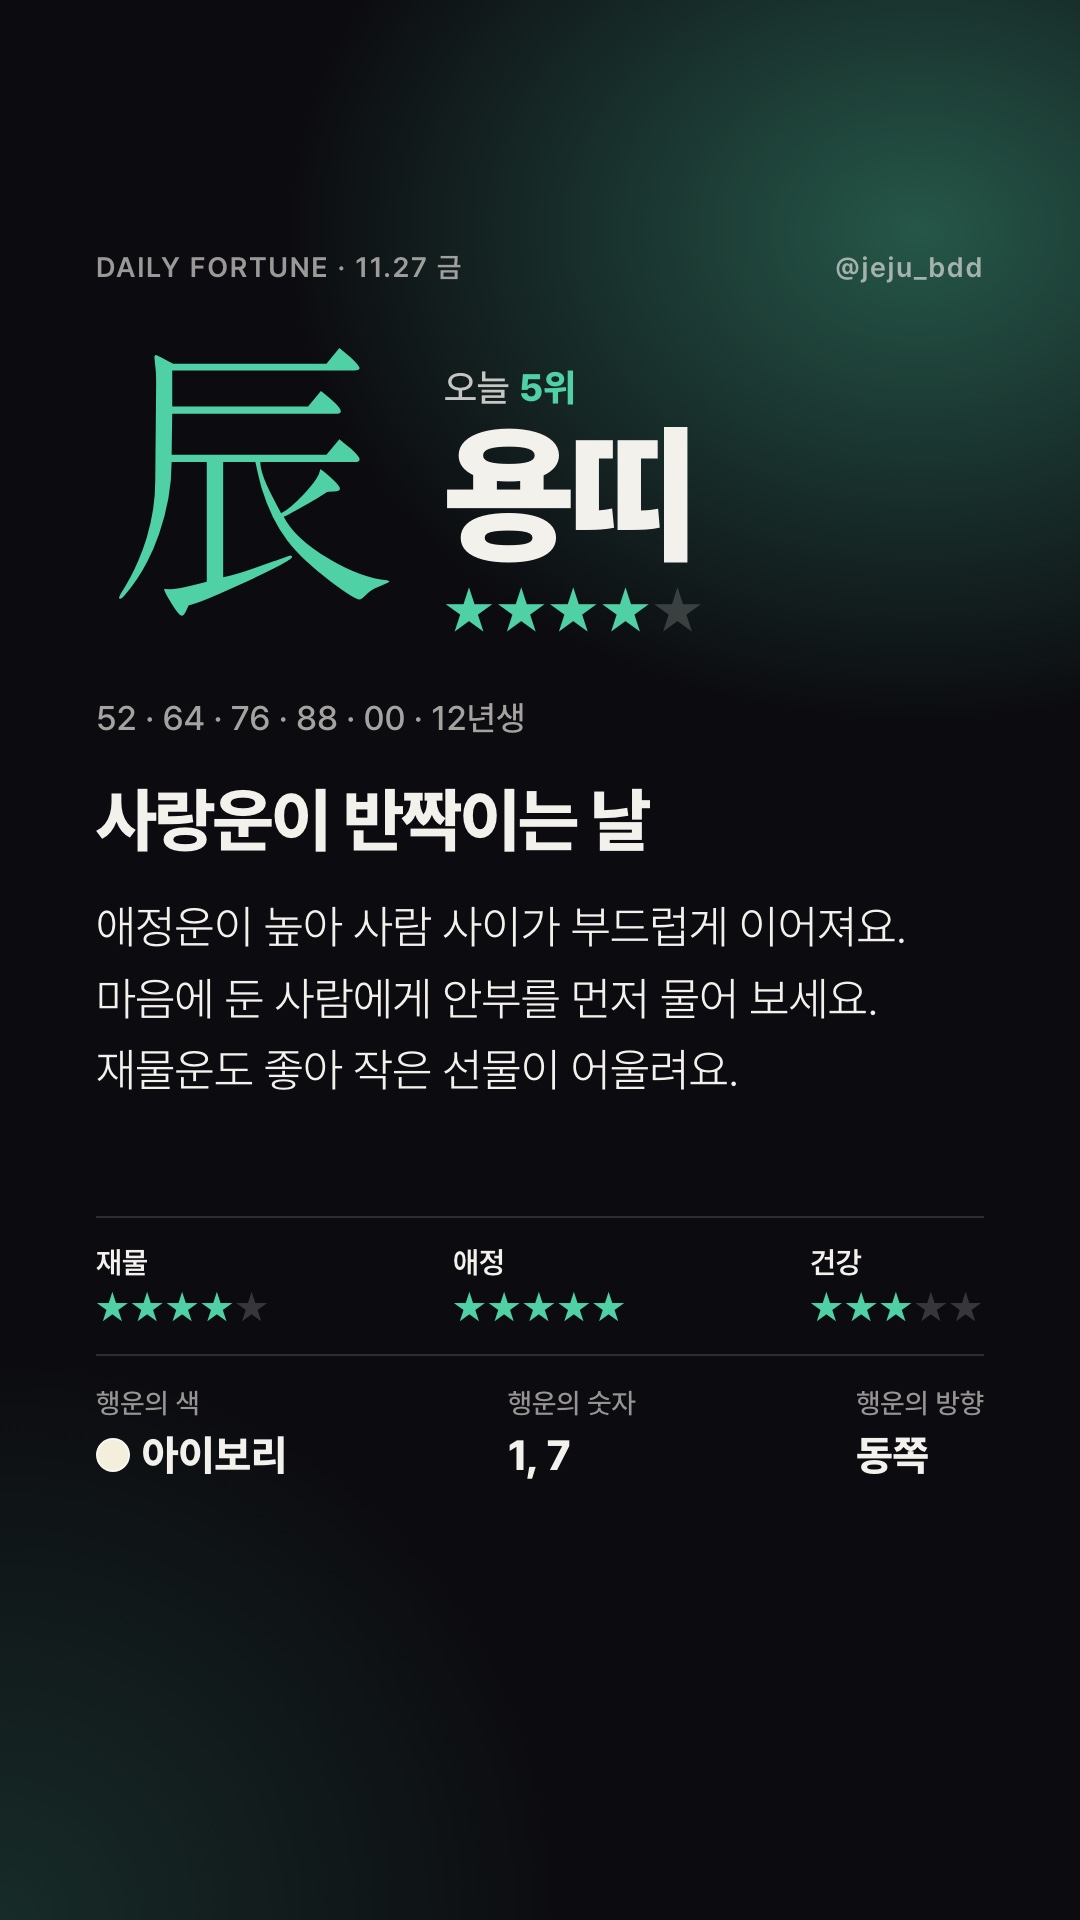 DAILY FORTUNE · 11.27 금
@jeju_bdd
辰
오늘 5위
용띠
★★★★★
52 · 64 · 76 · 88 · 00 · 12년생
사랑운이 반짝이는 날
애정운이 높아 사람 사이가 부드럽게 이어져요.
마음에 둔 사람에게 안부를 먼저 물어 보세요.
재물운도 좋아 작은 선물이 어울려요.
재물 애정 건강
★★★★★ ★★★★★ ★★★★★
행운의 색 행운의 숫자 행운의 방향
아이보리 1, 7 동쪽